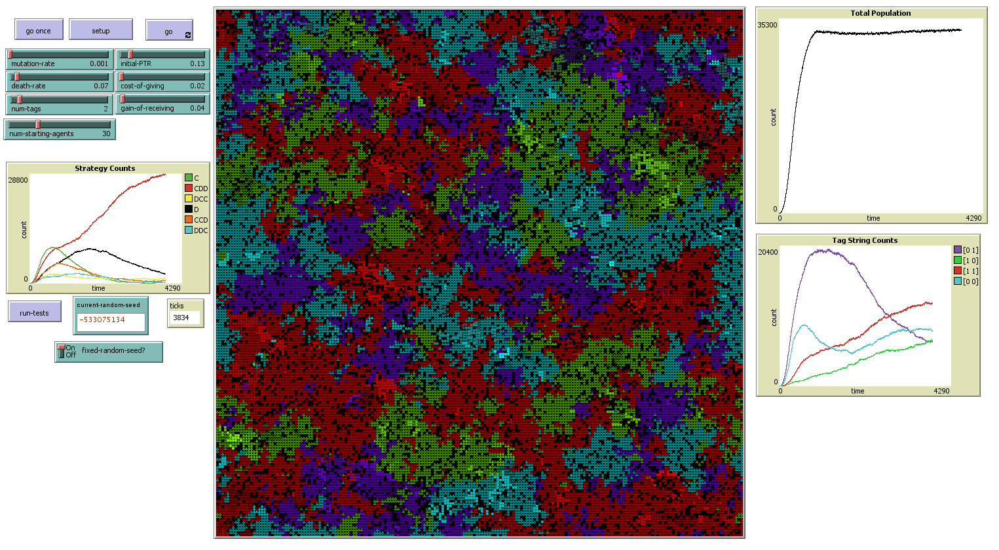 go once
setup
go
mutation-rate 0.001
initial-PTR 0.13
death-rate 0.07
cost-of-giving 0.02
num-tags 2
gain-of-receiving 0.04
num-starting-agents 30
Strategy Counts
28800
count
0
0
time
4290
C
CDD
DCC
D
CCD
DDC
run-tests
current-random-seed
-533075134
ticks
3834
On
Off
fixed-random-seed?
Total Population
35300
count
0
0
time
4290
Tag String Counts
20400
count
0
0
time
4290
[0 1]
[1 0]
[1 1]
[0 0]